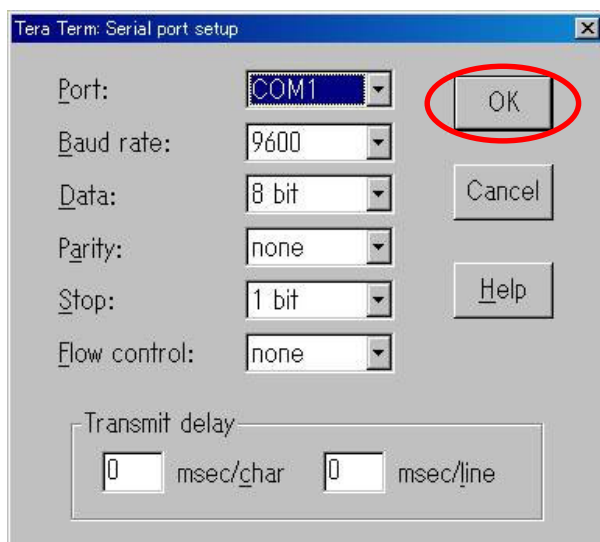 Tera Term: Serial port setup
Port: COM1 OK
Baud rate: 9600
Data: 8 bit Cancel
Parity: none
Stop: 1 bit Help
Flow control: none
Transmit delay
0 msec/char 0 msec/line